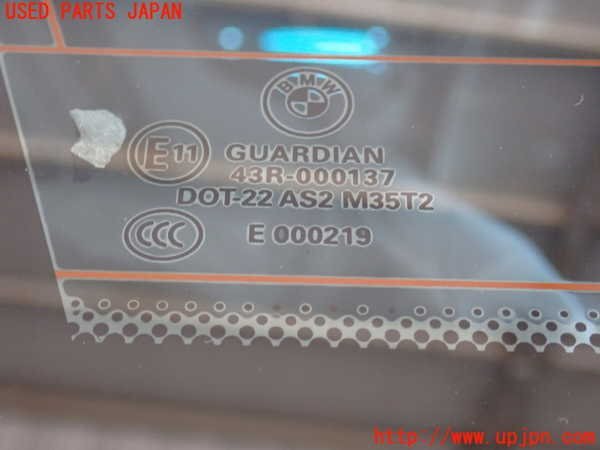 USED PARTS JAPAN
BMW
E11 GUARDIAN
43R-000137
DOT-22 AS2 M35T2
CCC E 000219
http://www.upjpn.com/